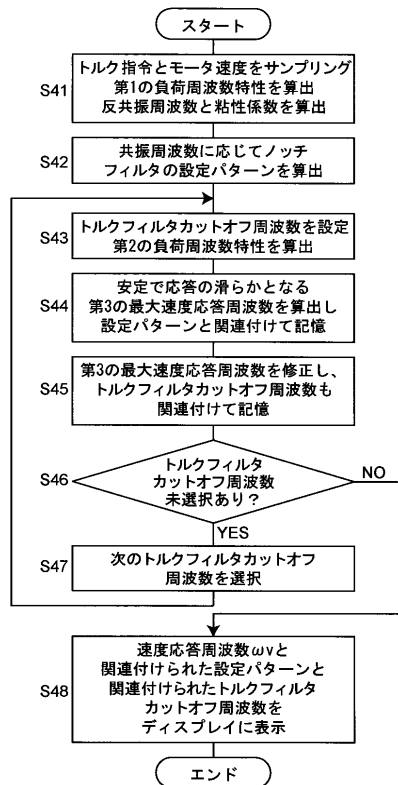 スタート
S41
トルク指令とモータ速度をサンプリング
第1の負荷周波数特性を算出
反共振周波数と粘性係数を算出
S42
共振周波数に応じてノッチ
フィルタの設定パターンを算出
S43
トルクフィルタカットオフ周波数を設定
第2の負荷周波数特性を算出
S44
安定で応答の滑らかとなる
第3の最大速度応答周波数を算出し
設定パターンと関連付けて記憶
S45
第3の最大速度応答周波数を修正し、
トルクフィルタカットオフ周波数も
関連付けて記憶
S46
トルクフィルタ
カットオフ周波数
未選択あり？
NO
YES
S47
次のトルクフィルタカットオフ
周波数を選択
S48
速度応答周波数ωvと
関連付けられた設定パターンと
関連付けられたトルクフィルタ
カットオフ周波数を
ディスプレイに表示
エンド